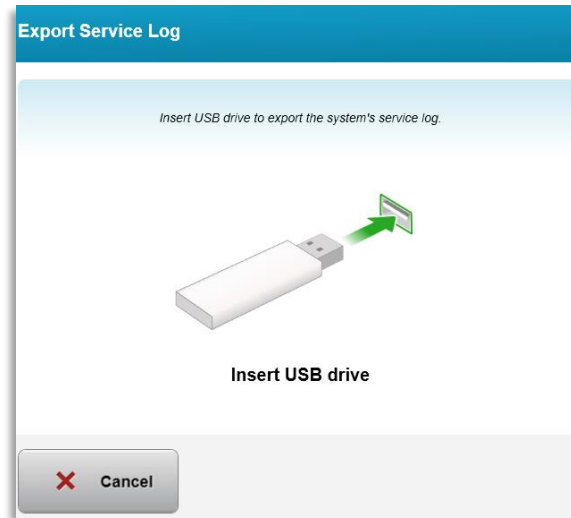 Export Service Log
Insert USB drive to export the system's service log.
Insert USB drive
Cancel